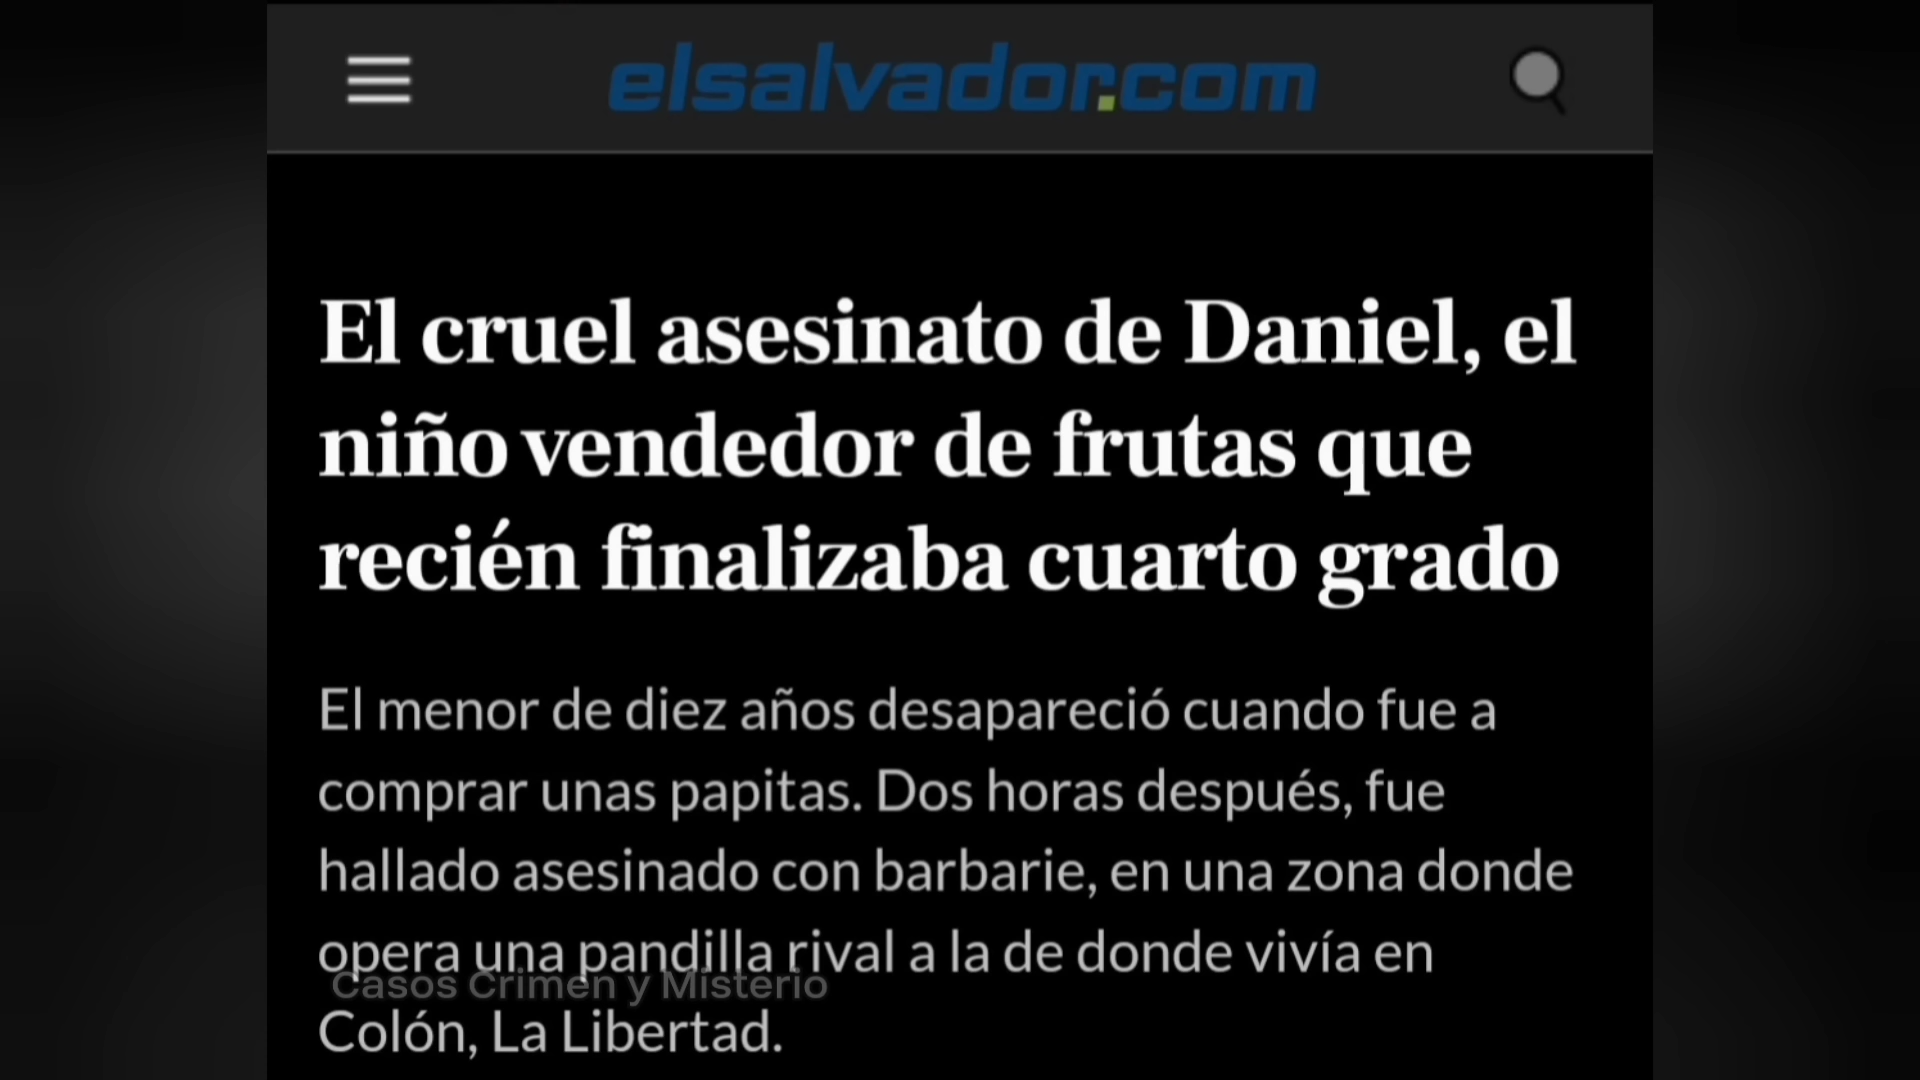 elsalvador.com
El cruel asesinato de Daniel, el
niño vendedor de frutas que
recién finalizaba cuarto grado
El menor de diez años desapareció cuando fue a
comprar unas papitas. Dos horas después, fue
hallado asesinado con barbarie, en una zona donde
opera una pandilla rival a la de donde vivía en
Casos Crimen y Misterio
Colón, La Libertad.